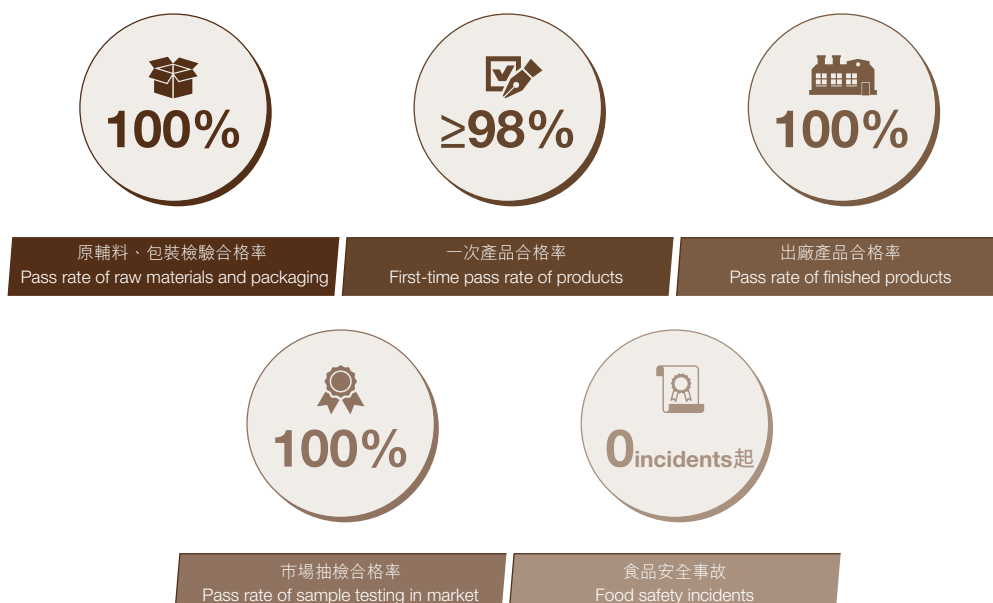 100%
≥98%
100%
原輔料、包裝檢驗合格率
Pass rate of raw materials and packaging
一次產品合格率
First-time pass rate of products
出廠產品合格率
Pass rate of finished products
100%
0incidents起
市場抽檢合格率
Pass rate of sample testing in market
食品安全事故
Food safety incidents